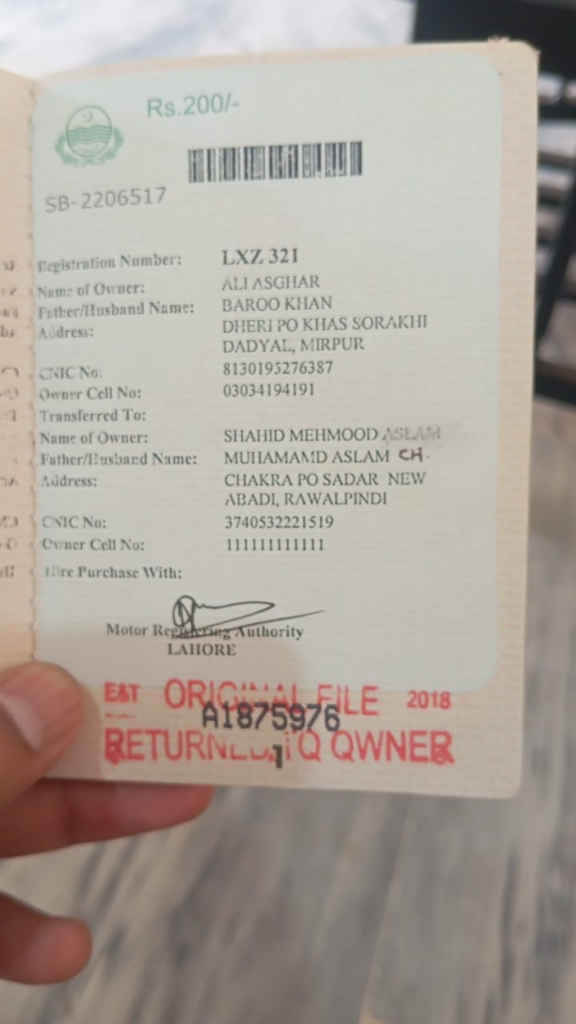 Rs.200/-
SB-2206517
Registration Number: LXZ 321
Name of Owner: ALI ASGHAR
Father/Husband Name: BAROO KHAN
Address: DHERI PO KHAS SORAKHI
DADYAL, MIRPUR
CNIC No: 8130195276387
Owner Cell No: 03034194191
Transferred To:
Name of Owner: SHAHID MEHMOOD ASLAM
Father/Husband Name: MUHAMAMD ASLAM CH.
Address: CHAKRA PO SADAR NEW
ABADI, RAWALPINDI
CNIC No: 3740532221519
Owner Cell No: 111111111111
Hire Purchase With:
Motor Registering Authority
LAHORE
E&T ORIGINAL FILE 2018
A1875976
RETURNED TO OWNER
1